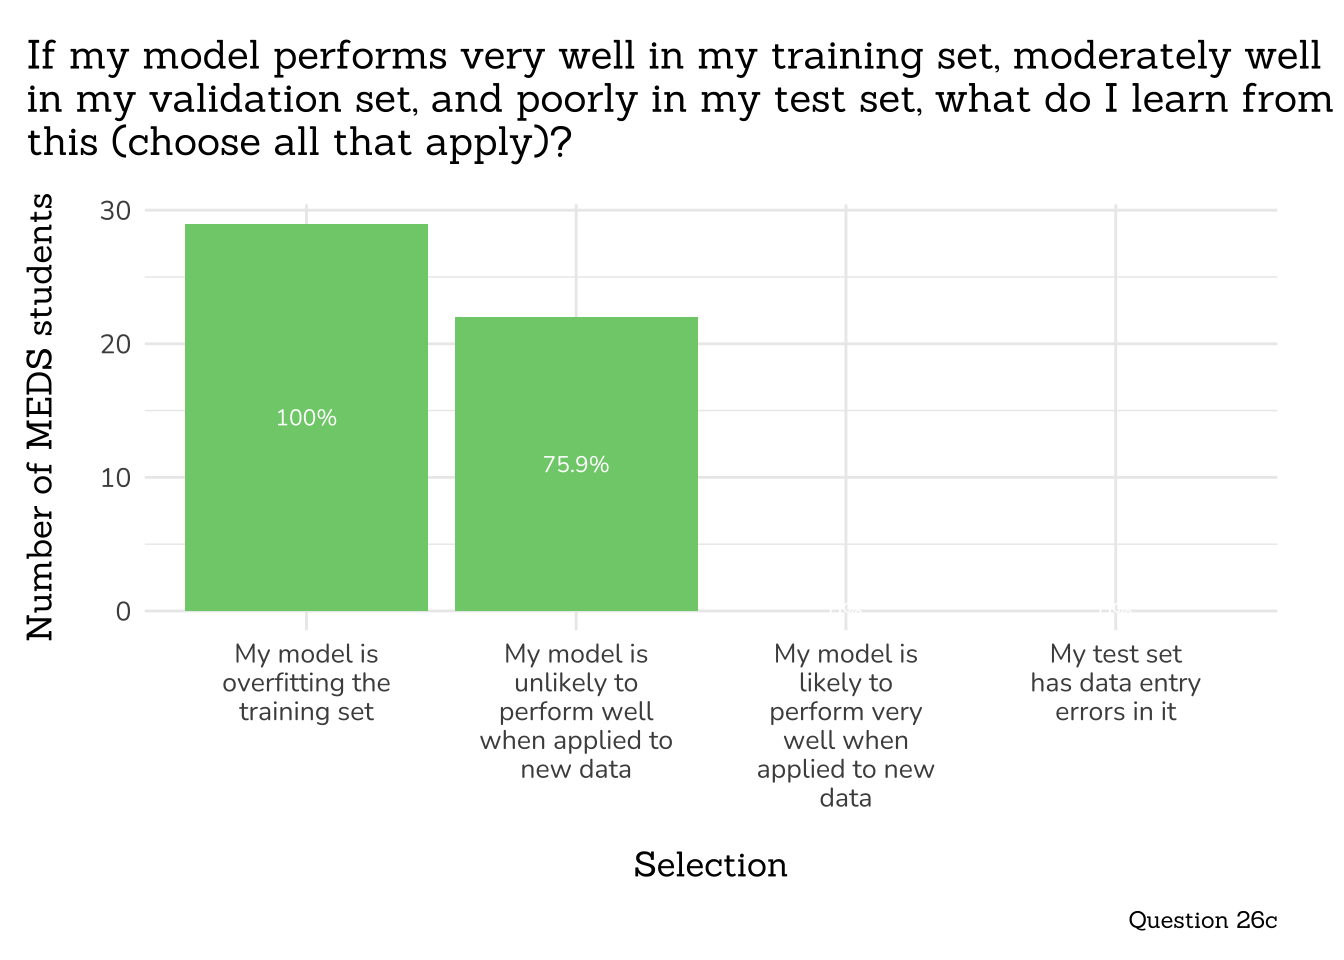 If my model performs very well in my training set, moderately well
in my validation set, and poorly in my test set, what do I learn from
this (choose all that apply)?
Number of MEDS students
30
20
10
0
100%
75.9%
My model is
overfitting the
training set
My model is
unlikely to
perform well
when applied to
new data
My model is
likely to
perform very
well when
applied to new
data
My test set
has data entry
errors in it
Selection
Question 26c